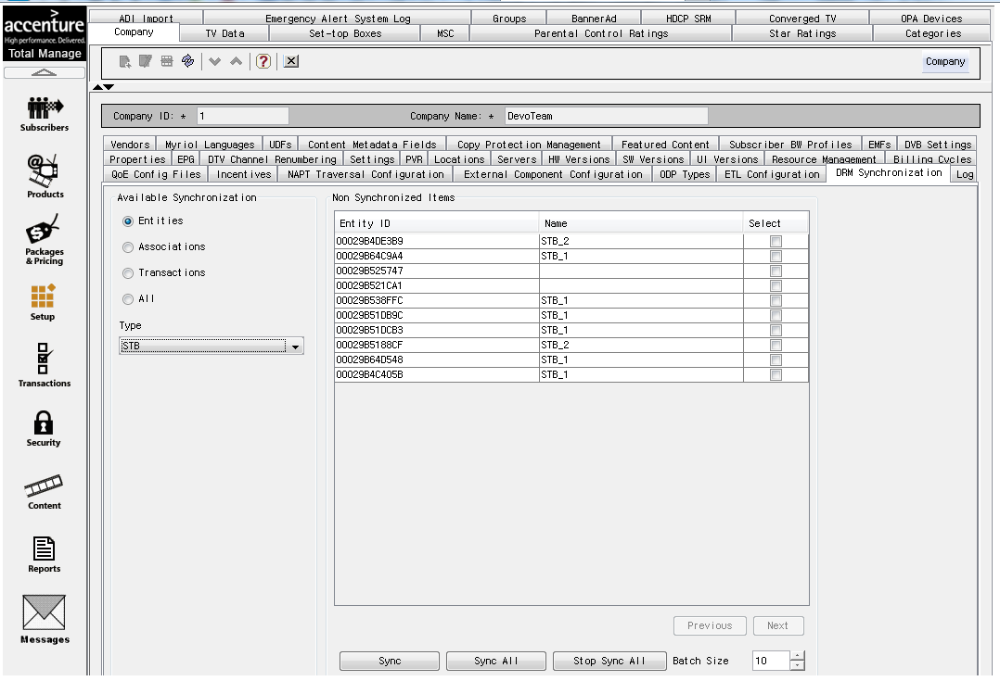 accenture
High performance. Delivered.
Total Manage
Subscribers
Products
Packages
& Pricing
Setup
Transactions
Security
Content
Reports
Messages
ADI Import Emergency Alert System Log Groups BannerAd HDCP SRM Converged TV OPA Devices
Company TV Data Set-top Boxes MSC Parental Control Ratings Star Ratings Categories
? Company
Company ID: * 1 Company Name: * DevoTeam
Vendors Myriol Languages UDFs Content Metadata Fields Copy Protection Management Featured Content Subscriber BW Profiles EMFs DVB Settings
Properties EPG DTV Channel Renumbering Settings PVR Locations Servers HW Versions SW Versions UI Versions Resource Management Billing Cycles
QoE Config Files Incentives NAPT Traversal Configuration External Component Configuration ODP Types ETL Configuration DRM Synchronization Log
Available Synchronization
Entities
Associations
Transactions
All
Type
STB
Non Synchronized Items
Entity ID Name Select
00029B4DE3B9 STB_2
00029B64C9A4 STB_1
00029B525747
00029B521CA1
00029B538FFC STB_1
00029B51DB9C STB_1
00029B51DCB3 STB_1
00029B5188CF STB_2
00029B64D548 STB_1
00029B4C405B STB_1
Previous Next
Sync Sync All Stop Sync All Batch Size 10